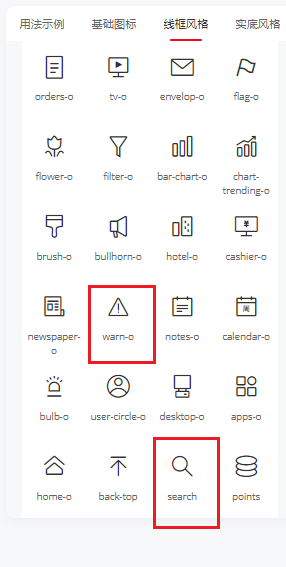 用法示例 基础图标 线框风格 实底风格
orders-o tv-o envelop-o flag-o
flower-o filter-o bar-chart-o chart-
trending-o
¥
brush-o bullhorn-o hotel-o cashier-o
周
newspaper- warn-o notes-o calendar-o
o
bulb-o user-circle-o desktop-o apps-o
home-o back-top search points